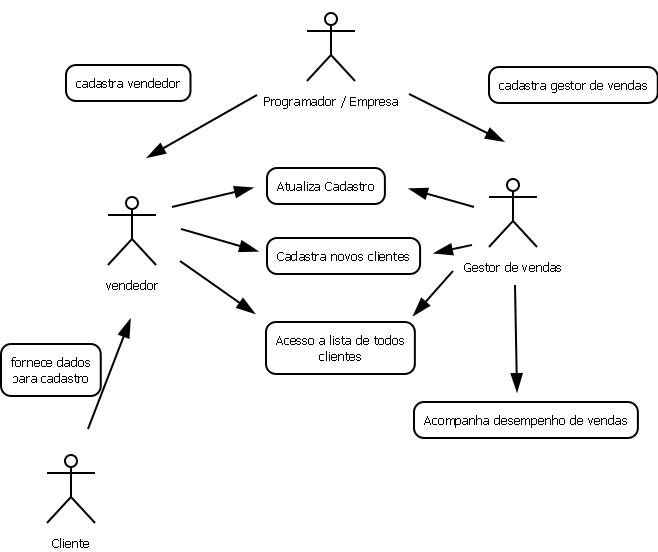 cadastra vendedor
cadastra gestor de vendas
Programador / Empresa
Atualiza Cadastro
Cadastra novos clientes
Gestor de vendas
vendedor
Acesso a lista de todos
clientes
fornece dados
para cadastro
Acompanha desempenho de vendas
Cliente